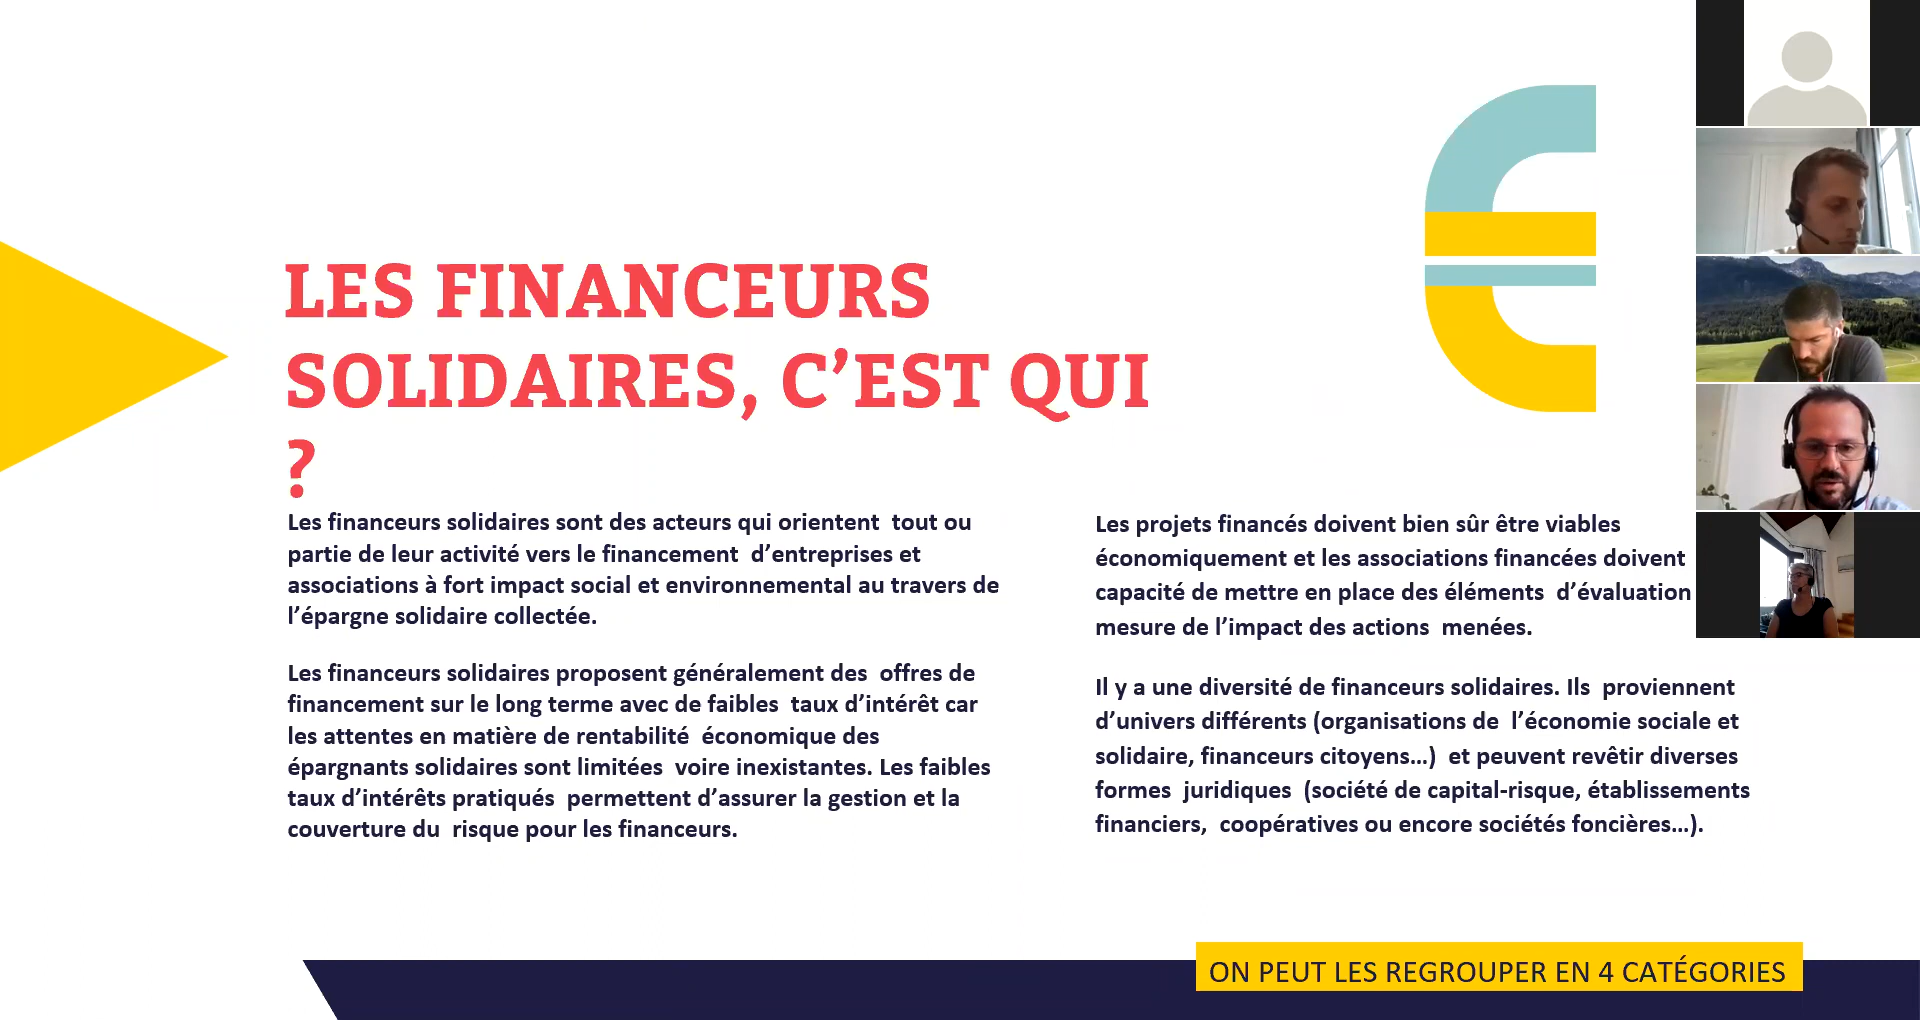 LES FINANCEURS
SOLIDAIRES, C’EST QUI
?
Les financeurs solidaires sont des acteurs qui orientent tout ou
partie de leur activité vers le financement d’entreprises et
associations à fort impact social et environnemental au travers de
l’épargne solidaire collectée.
Les financeurs solidaires proposent généralement des offres de
financement sur le long terme avec de faibles taux d’intérêt car
les attentes en matière de rentabilité économique des
épargnants solidaires sont limitées voire inexistantes. Les faibles
taux d’intérêts pratiqués permettent d’assurer la gestion et la
couverture du risque pour les financeurs.
Les projets financés doivent bien sûr être viables
économiquement et les associations financées doivent
capacité de mettre en place des éléments d’évaluation
mesure de l’impact des actions menées.
Il y a une diversité de financeurs solidaires. Ils proviennent
d’univers différents (organisations de l’économie sociale et
solidaire, financeurs citoyens...) et peuvent revêtir diverses
formes juridiques (société de capital-risque, établissements
financiers, coopératives ou encore sociétés foncières...).
ON PEUT LES REGROUPER EN 4 CATÉGORIES